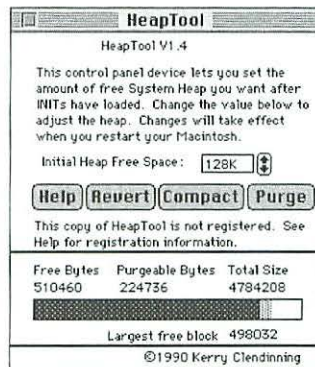 HeapTool
HeapTool V1.4
This control panel device lets you set the
amount of free System Heap you want after
INITs have loaded. Change the value below to
adjust the heap. Changes will take effect
when you restart your Macintosh.
Initial Heap Free Space: 128K
Help Revert Compact Purge
This copy of HeapTool is not registered. See
Help for registration information.
Free Bytes Purgeable Bytes Total Size
510460 224736 4784208
Largest free block 498032
©1990 Kerry Clendinning